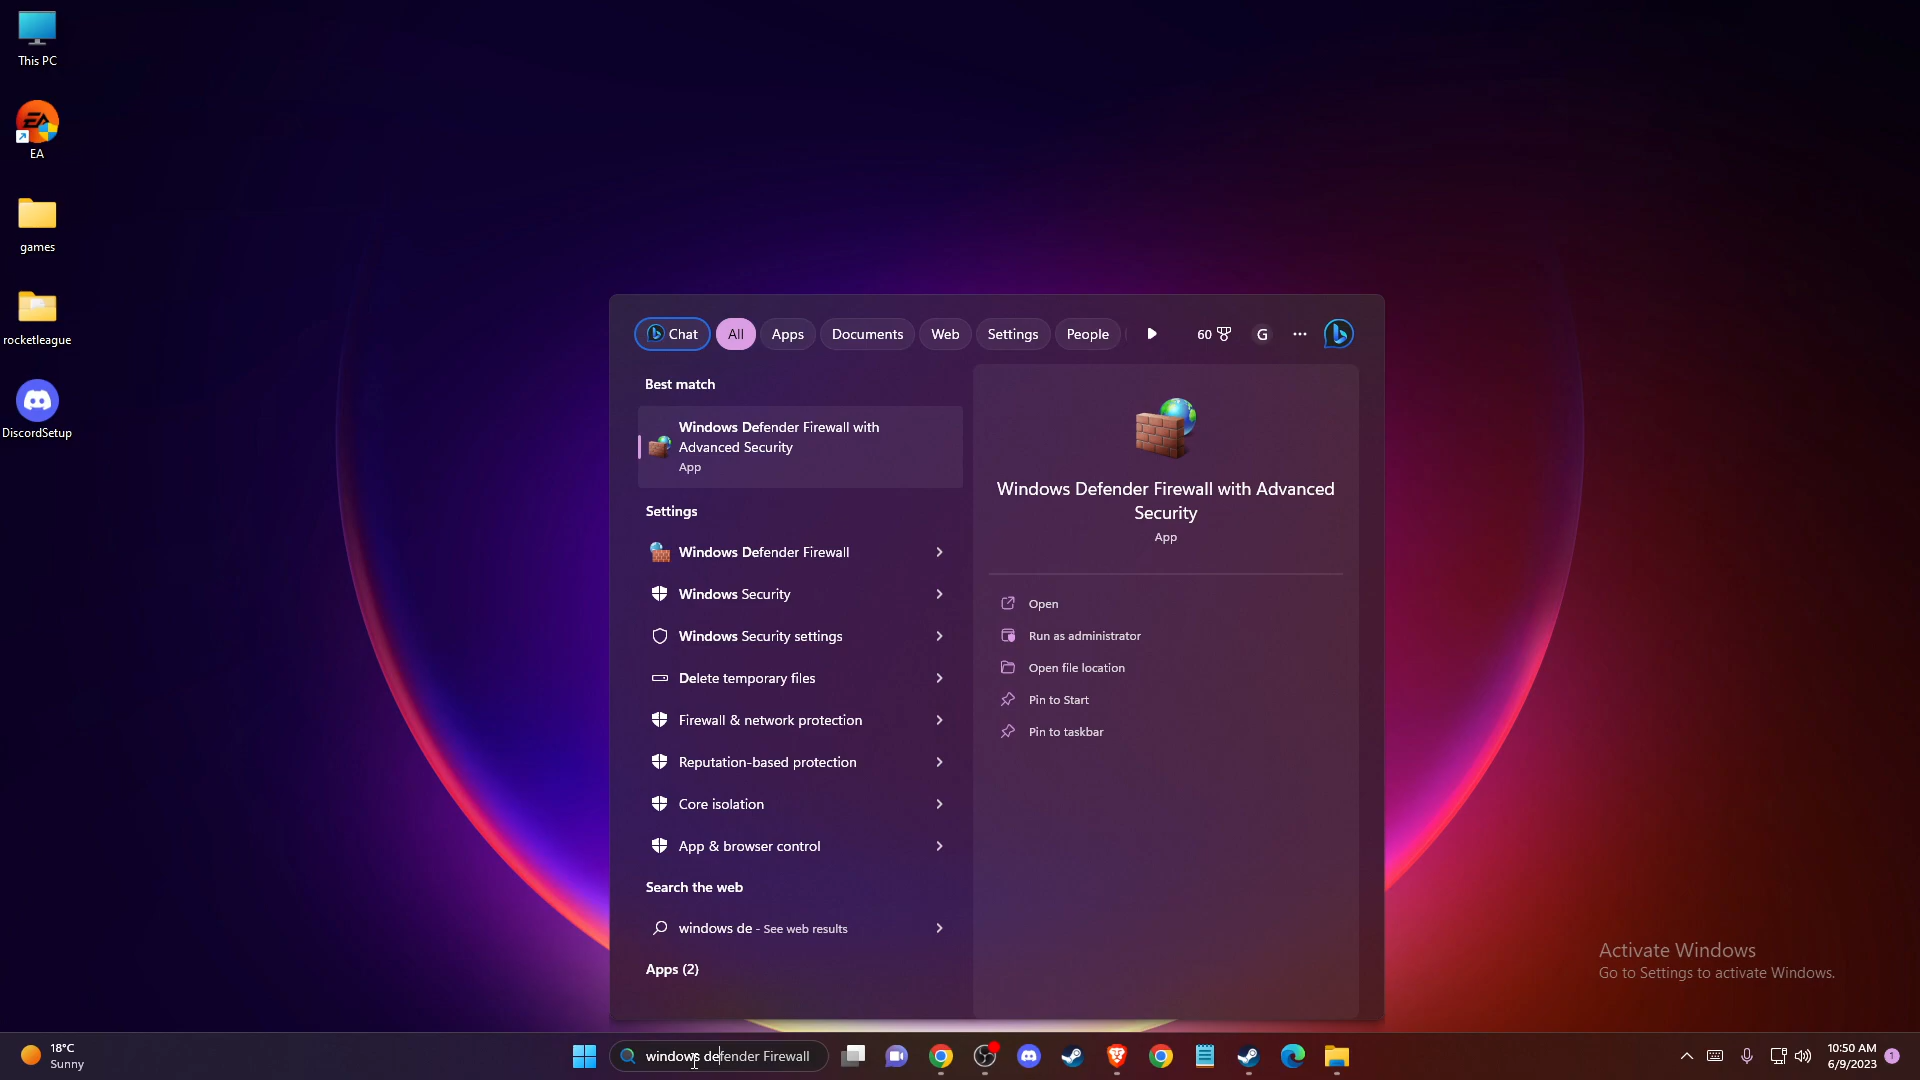 This PC
EA
games
rocketleague
DiscordSetup
Chat
All
Apps
Documents
Web
Settings
People
60
G
Best match
Windows Defender Firewall with
Advanced Security
App
Settings
Windows Defender Firewall
Windows Security
Windows Security settings
Delete temporary files
Firewall & network protection
Reputation-based protection
Core isolation
App & browser control
Search the web
windows de - See web results
Apps (2)
Windows Defender Firewall with Advanced
Security
App
Open
Run as administrator
Open file location
Pin to Start
Pin to taskbar
Activate Windows
Go to Settings to activate Windows.
18°C
Sunny
windows defender Firewall
10:50 AM
6/9/2023
1